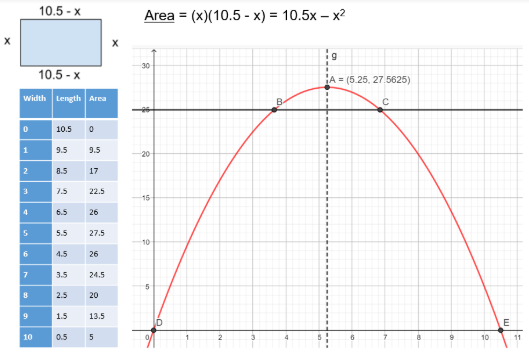 10.5 - x
Area = (x)(10.5 - x) = 10.5x – x²
x
x
10.5 - x
Width Length Area
0 10.5 0
1 9.5 9.5
2 8.5 17
3 7.5 22.5
4 6.5 26
5 5.5 27.5
6 4.5 26
7 3.5 24.5
8 2.5 20
9 1.5 13.5
10 0.5 5
g
30
A = (5.25, 27.5625)
B
C
25
20
15
10
5
D
E
0 1 2 3 4 5 6 7 8 9 10 11